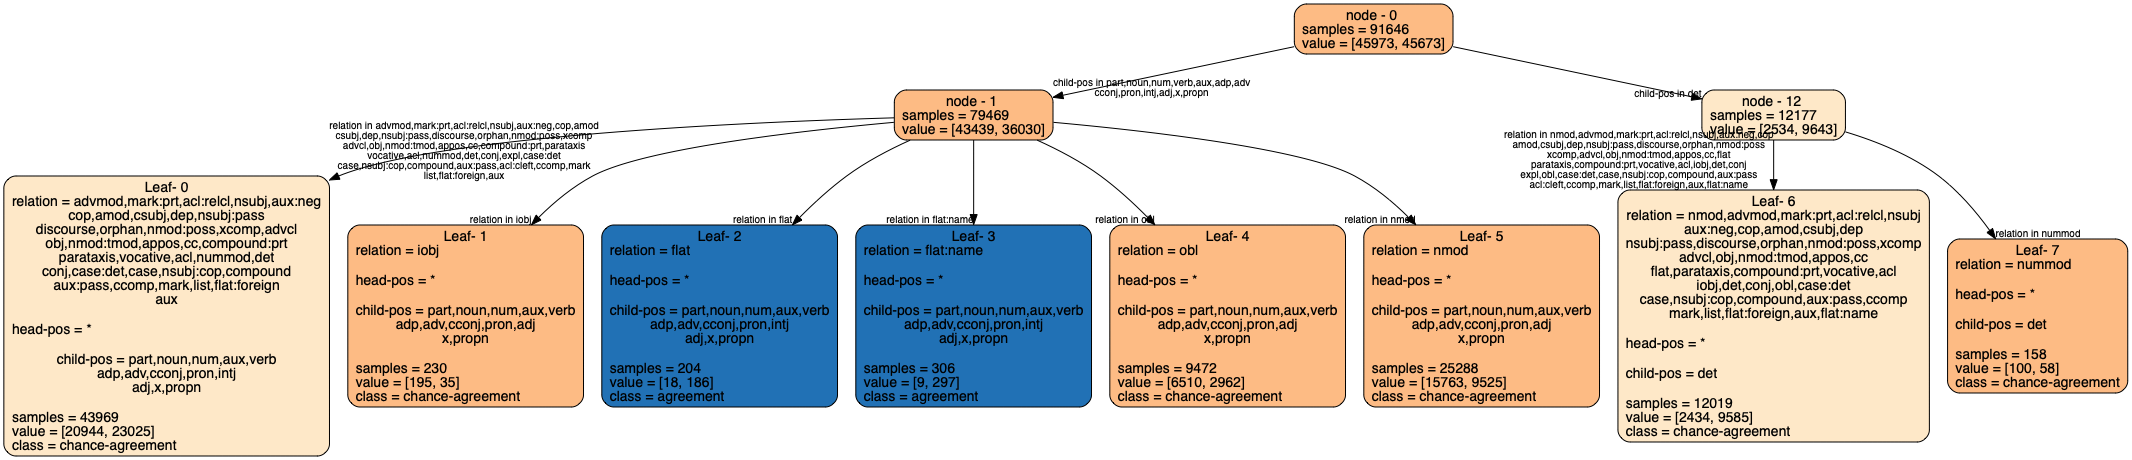 node - 0
samples = 91646
value = [45973, 45673]
child-pos in part,noun,num,verb,aux,adp,adv
cconj,pron,intj,adj,x,propn
child-pos in det
node - 1
samples = 79469
value = [43439, 36030]
node - 12
samples = 12177
value = [2534, 9643]
relation in advmod,mark:prt,acl:relcl,nsubj,aux:neg,cop,amod
csubj,dep,nsubj:pass,discourse,orphan,nmod:poss,xcomp
advcl,obj,nmod:tmod,appos,cc,compound:prt,parataxis
vocative,acl,nummod,det,conj,expl,case:det
case,nsubj:cop,compound,aux:pass,acl:cleft,ccomp,mark
list,flat:foreign,aux
relation in iobj
relation in flat
relation in flat:name
relation in obl
relation in nmod
relation in nmod,advmod,mark:prt,acl:relcl,nsubj,aux:neg,cop
amod,csubj,dep,nsubj:pass,discourse,orphan,nmod:poss
xcomp,advcl,obj,nmod:tmod,appos,cc,flat
parataxis,compound:prt,vocative,acl,iobj,det,conj
expl,obl,case:det,case,nsubj:cop,compound,aux:pass
acl:cleft,ccomp,mark,list,flat:foreign,aux,flat:name
relation in nummod
Leaf- 0
relation = advmod,mark:prt,acl:relcl,nsubj,aux:neg
cop,amod,csubj,dep,nsubj:pass
discourse,orphan,nmod:poss,xcomp,advcl
obj,nmod:tmod,appos,cc,compound:prt
parataxis,vocative,acl,nummod,det
conj,case:det,case,nsubj:cop,compound
aux:pass,ccomp,mark,list,flat:foreign
aux
head-pos = *
child-pos = part,noun,num,aux,verb
adp,adv,cconj,pron,intj
adj,x,propn
samples = 43969
value = [20944, 23025]
class = chance-agreement
Leaf- 1
relation = iobj
head-pos = *
child-pos = part,noun,num,aux,verb
adp,adv,cconj,pron,adj
x,propn
samples = 230
value = [195, 35]
class = chance-agreement
Leaf- 2
relation = flat
head-pos = *
child-pos = part,noun,num,aux,verb
adp,adv,cconj,pron,intj
adj,x,propn
samples = 204
value = [18, 186]
class = agreement
Leaf- 3
relation = flat:name
head-pos = *
child-pos = part,noun,num,aux,verb
adp,adv,cconj,pron,intj
adj,x,propn
samples = 306
value = [9, 297]
class = agreement
Leaf- 4
relation = obl
head-pos = *
child-pos = part,noun,num,aux,verb
adp,adv,cconj,pron,adj
x,propn
samples = 9472
value = [6510, 2962]
class = chance-agreement
Leaf- 5
relation = nmod
head-pos = *
child-pos = part,noun,num,aux,verb
adp,adv,cconj,pron,adj
x,propn
samples = 25288
value = [15763, 9525]
class = chance-agreement
Leaf- 6
relation = nmod,advmod,mark:prt,acl:relcl,nsubj
aux:neg,cop,amod,csubj,dep
nsubj:pass,discourse,orphan,nmod:poss,xcomp
advcl,obj,nmod:tmod,appos,cc
flat,parataxis,compound:prt,vocative,acl
iobj,det,conj,obl,case:det
case,nsubj:cop,compound,aux:pass,ccomp
mark,list,flat:foreign,aux,flat:name
head-pos = *
child-pos = det
samples = 12019
value = [2434, 9585]
class = chance-agreement
Leaf- 7
relation = nummod
head-pos = *
child-pos = det
samples = 158
value = [100, 58]
class = chance-agreement